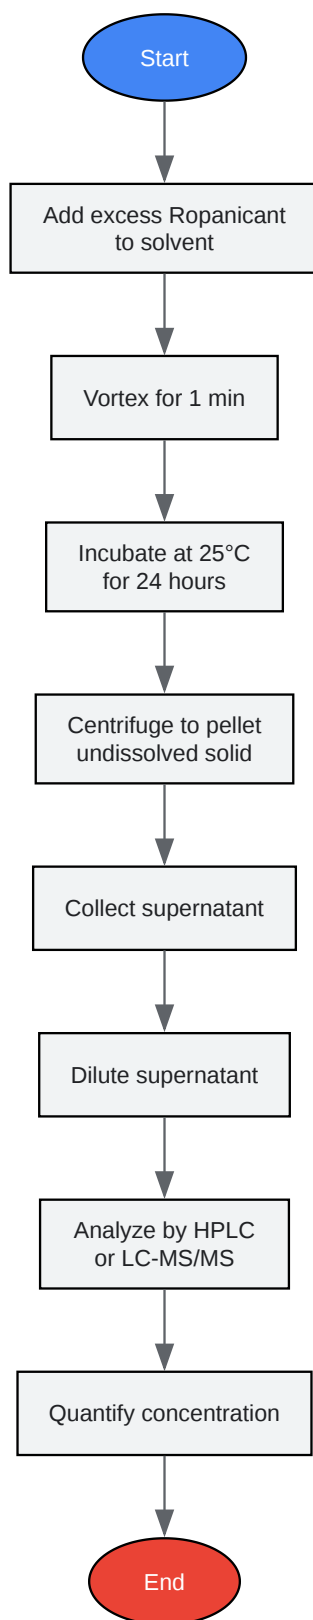 Start
Add excess Ropanicant
to solvent
Vortex for 1 min
Incubate at 25°C
for 24 hours
Centrifuge to pellet
undissolved solid
Collect supernatant
Dilute supernatant
Analyze by HPLC
or LC-MS/MS
Quantify concentration
End